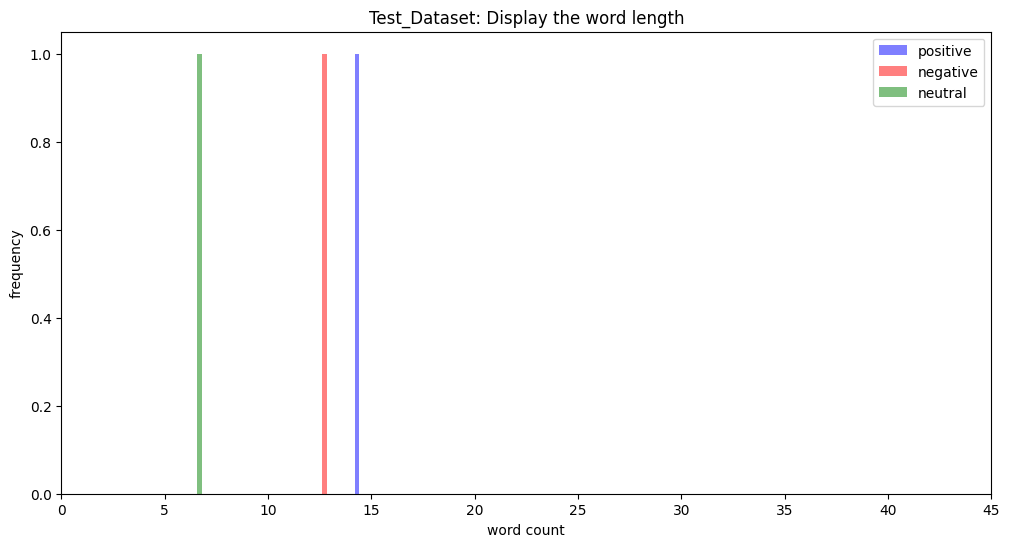 Test_Dataset: Display the word length
positive
negative
neutral
frequency
1.0
0.8
0.6
0.4
0.2
0.0
0 5 10 15 20 25 30 35 40 45
word count